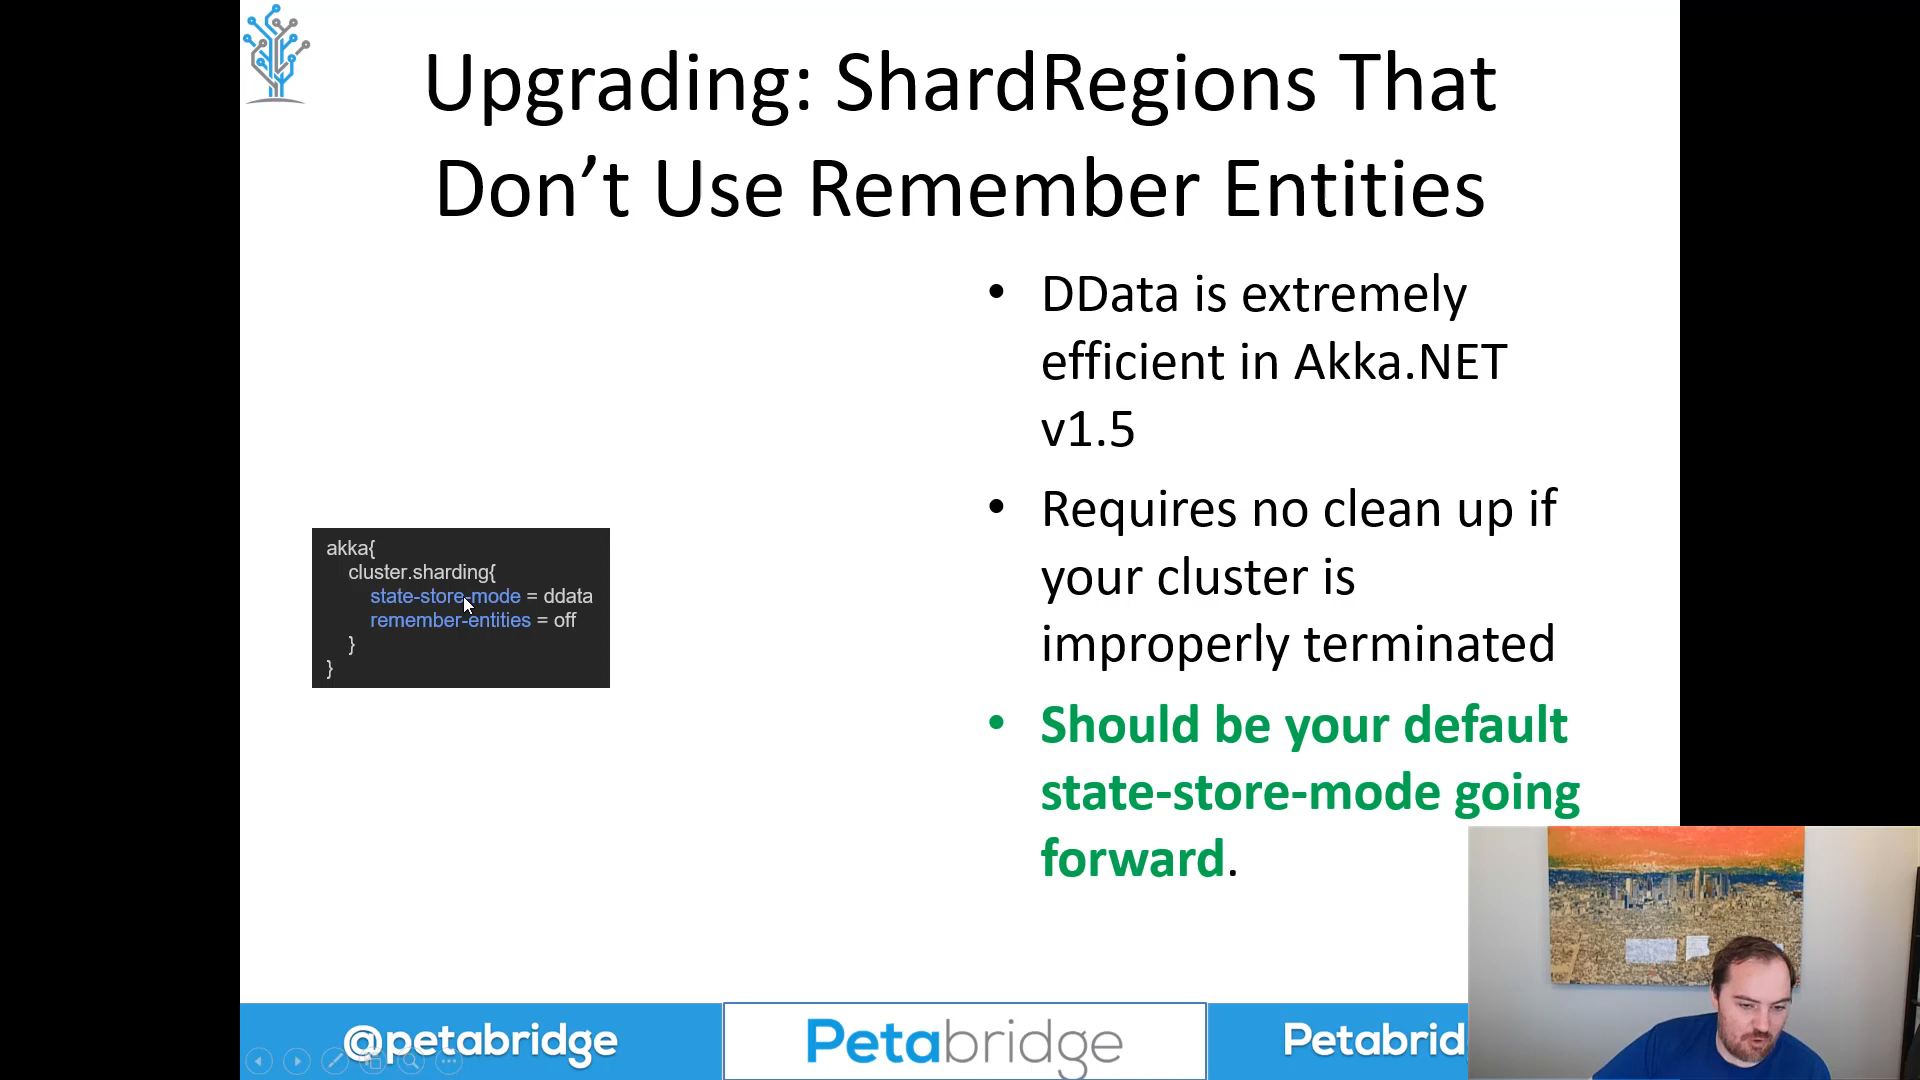 Upgrading: ShardRegions That
Don’t Use Remember Entities
• DData is extremely
efficient in Akka.NET
v1.5
• Requires no clean up if
your cluster is
improperly terminated
• Should be your default
state-store-mode going
forward.
akka{
cluster.sharding{
state-store-mode = ddata
remember-entities = off
}
}
@petabridge
Petabridge
Petabrid